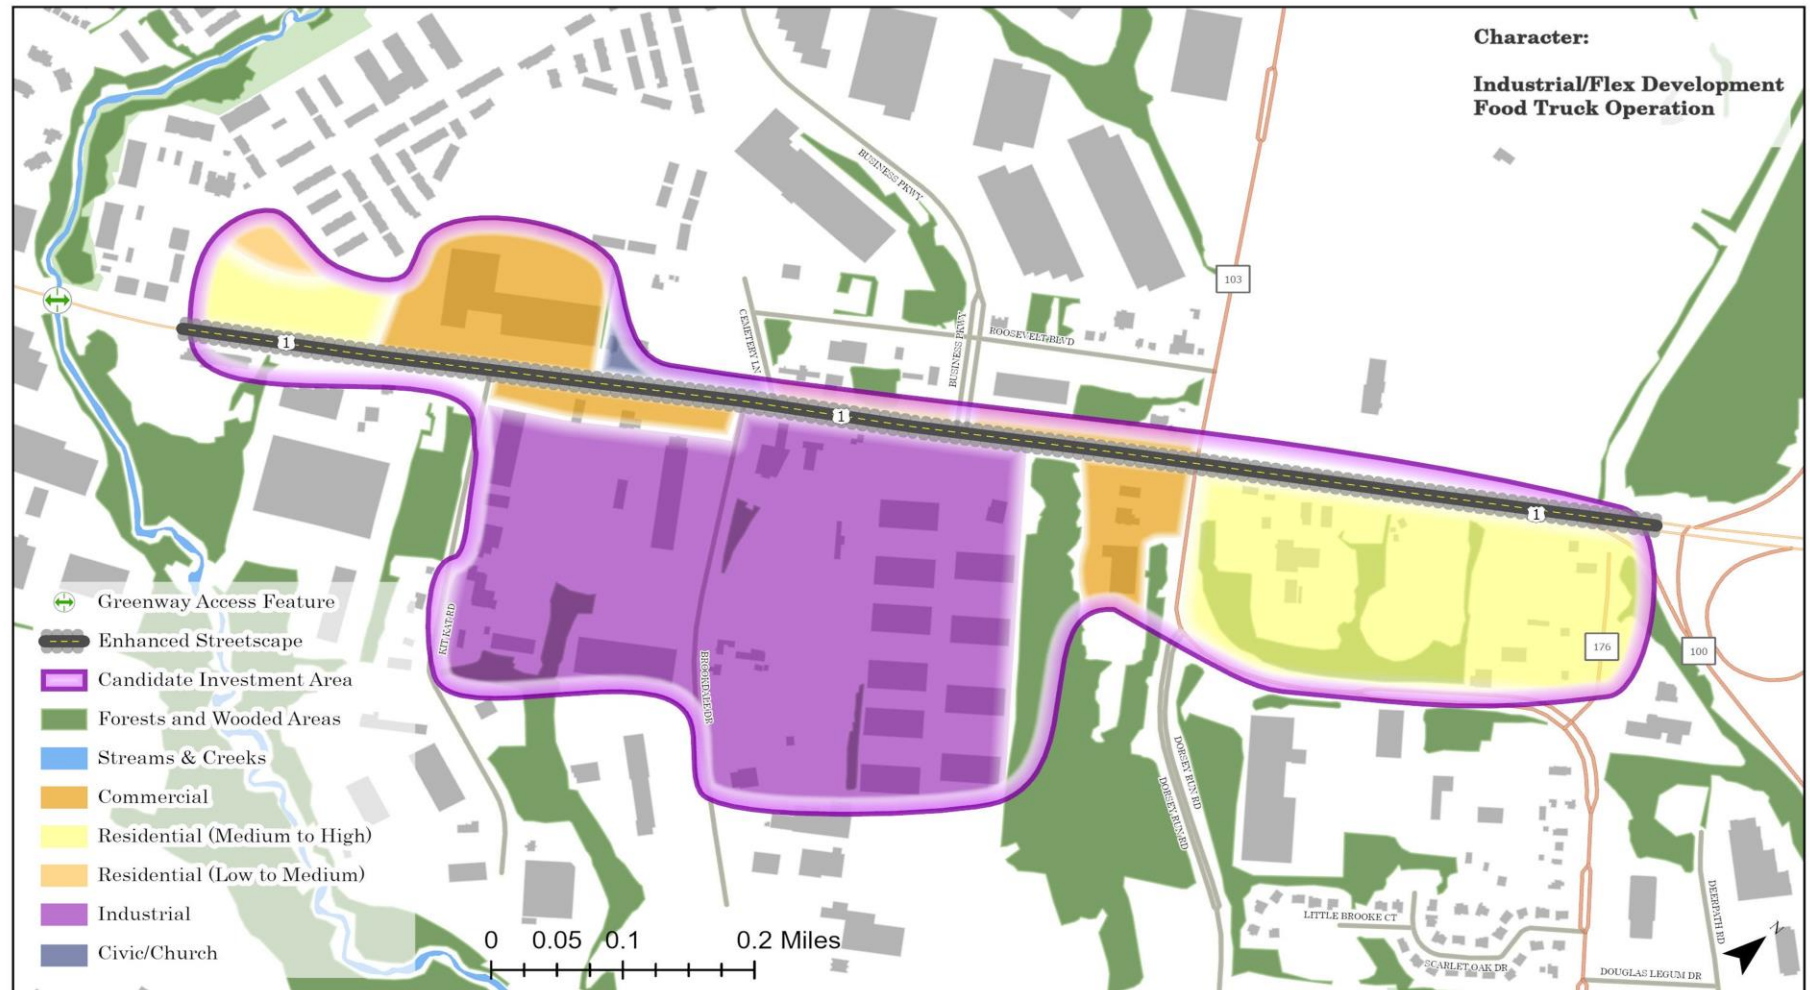 Character:
Industrial/Flex Development
Food Truck Operation
BUSINESS PKWY
103
CEMETERY LN
BUSINESS PKWY
ROOSEVELT BLVD
1
1
1
176
100
KIT KAT RD
BROOKDALE DR
DORSEY RUN RD
DORSEY RUN RD
LITTLE BROOKE CT
SCARLET OAK DR
DEERPATH RD
DOUGLAS LEGUM DR
N
Greenway Access Feature
Enhanced Streetscape
Candidate Investment Area
Forests and Wooded Areas
Streams & Creeks
Commercial
Residential (Medium to High)
Residential (Low to Medium)
Industrial
Civic/Church
0 0.05 0.1 0.2 Miles